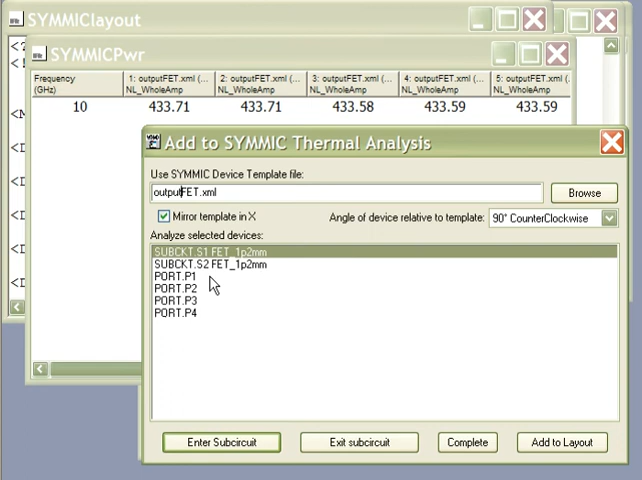 SYMMIClayout
<?
<!
SYMMICPwr
Frequency (GHz) 1: outputFET.xml (... NL_WholeAmp 2: outputFET.xml (... NL_WholeAmp 3: outputFET.xml (... NL_WholeAmp 4: outputFET.xml (... NL_WholeAmp 5: outputFET.xml (... NL_WholeAmp
10 433.71 433.71 433.58 433.59 433.59
<M
<D
<D
<D
<D
<D
Add to SYMMIC Thermal Analysis
Use SYMMIC Device Template file:
outputFET.xml Browse
Mirror template in X Angle of device relative to template: 90° CounterClockwise
Analyze selected devices:
SUBCKT.S1 FET_1p2mm
SUBCKT.S2 FET_1p2mm
PORT.P1
PORT.P2
PORT.P3
PORT.P4
Enter Subcircuit Exit subcircuit Complete Add to Layout